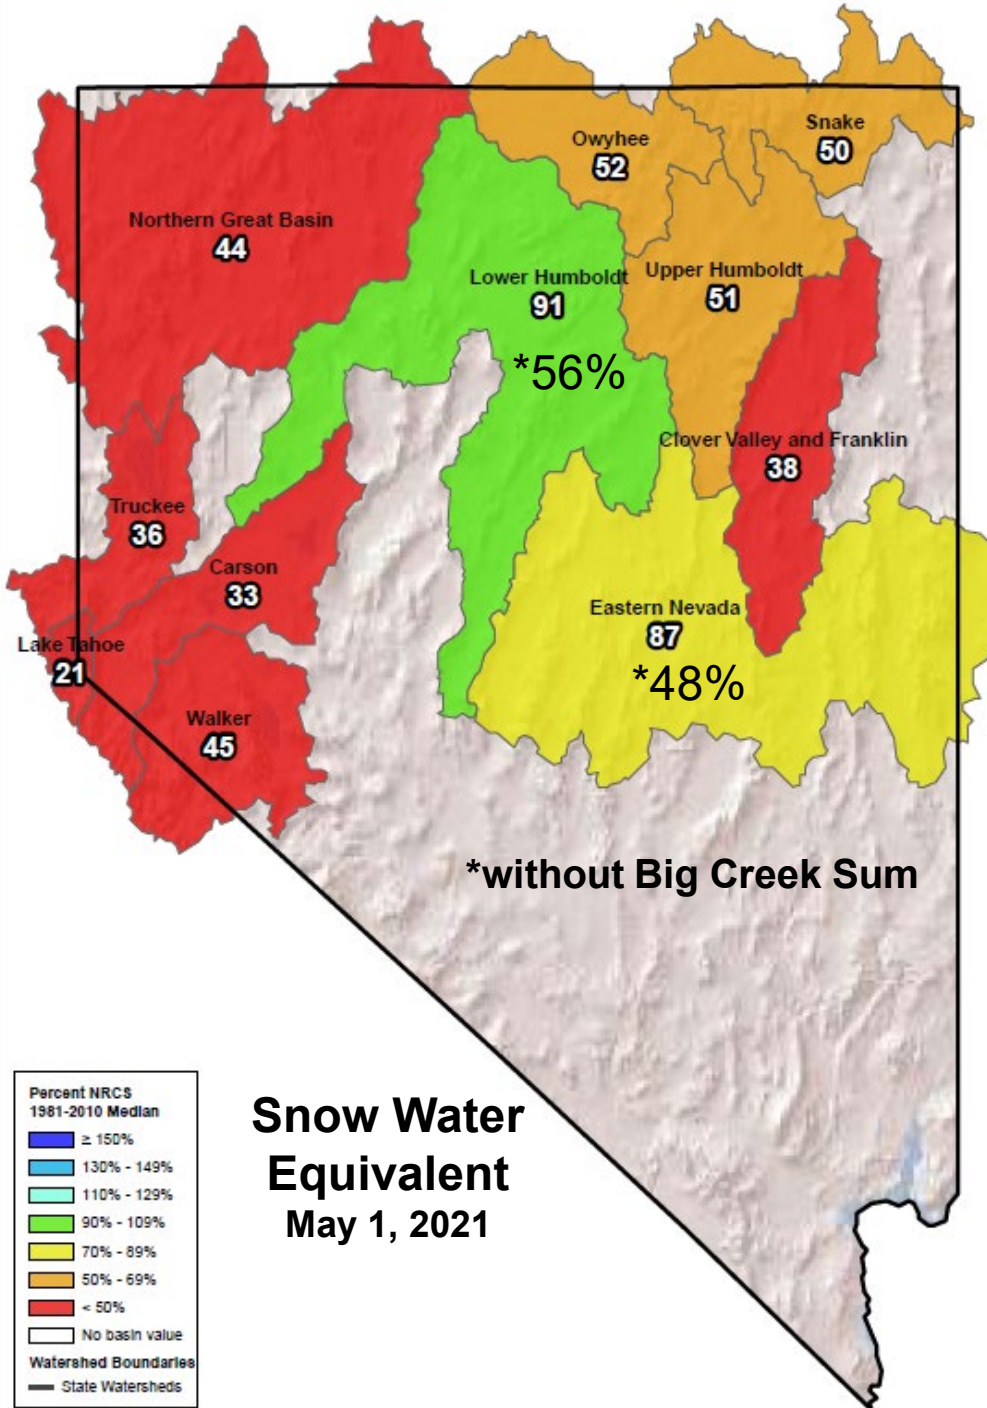 Owyhee
52
Snake
50
Northern Great Basin
44
Lower Humboldt
91
*56%
Upper Humboldt
51
Clover Valley and Franklin
38
Truckee
36
Carson
33
Eastern Nevada
87
*48%
Lake Tahoe
21
Walker
45
*without Big Creek Sum
Snow Water
Equivalent
May 1, 2021
Percent NRCS
1981-2010 Median
≥ 150%
130% - 149%
110% - 129%
90% - 109%
70% - 89%
50% - 69%
< 50%
No basin value
Watershed Boundaries
State Watersheds